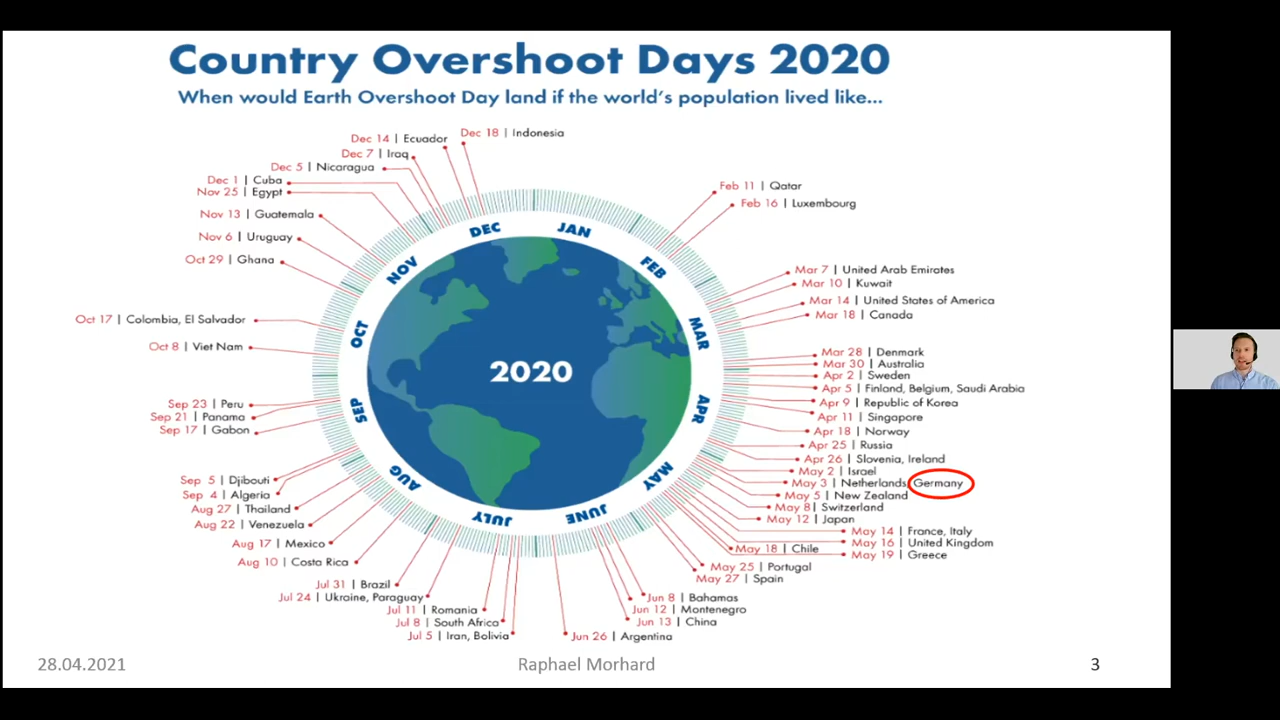 Country Overshoot Days 2020
When would Earth Overshoot Day land if the world's population lived like...
Dec 18 | Indonesia
Dec 14 | Ecuador
Dec 7 | Iraq
Dec 5 | Nicaragua
Dec 1 | Cuba
Nov 25 | Egypt
Nov 13 | Guatemala
Nov 6 | Uruguay
Oct 29 | Ghana
Oct 17 | Colombia, El Salvador
Oct 8 | Viet Nam
Sep 23 | Peru
Sep 21 | Panama
Sep 17 | Gabon
Sep 5 | Djibouti
Sep 4 | Algeria
Aug 27 | Thailand
Aug 22 | Venezuela
Aug 17 | Mexico
Aug 10 | Costa Rica
Jul 31 | Brazil
Jul 24 | Ukraine, Paraguay
Jul 11 | Romania
Jul 8 | South Africa
Jul 5 | Iran, Bolivia
JAN
FEB
MAR
APR
MAY
JUNE
JULY
AUG
SEP
OCT
NOV
DEC
2020
Feb 11 | Qatar
Feb 16 | Luxembourg
Mar 7 | United Arab Emirates
Mar 10 | Kuwait
Mar 14 | United States of America
Mar 18 | Canada
Mar 28 | Denmark
Mar 30 | Australia
Apr 2 | Sweden
Apr 5 | Finland, Belgium, Saudi Arabia
Apr 9 | Republic of Korea
Apr 11 | Singapore
Apr 18 | Norway
Apr 25 | Russia
Apr 26 | Slovenia, Ireland
May 2 | Israel
May 3 | Netherlands, Germany
May 5 | New Zealand
May 8 | Switzerland
May 12 | Japan
May 14 | France, Italy
May 16 | United Kingdom
May 18 | Chile
May 19 | Greece
May 25 | Portugal
May 27 | Spain
Jun 8 | Bahamas
Jun 12 | Montenegro
Jun 13 | China
Jun 26 | Argentina
28.04.2021
Raphael Morhard
3